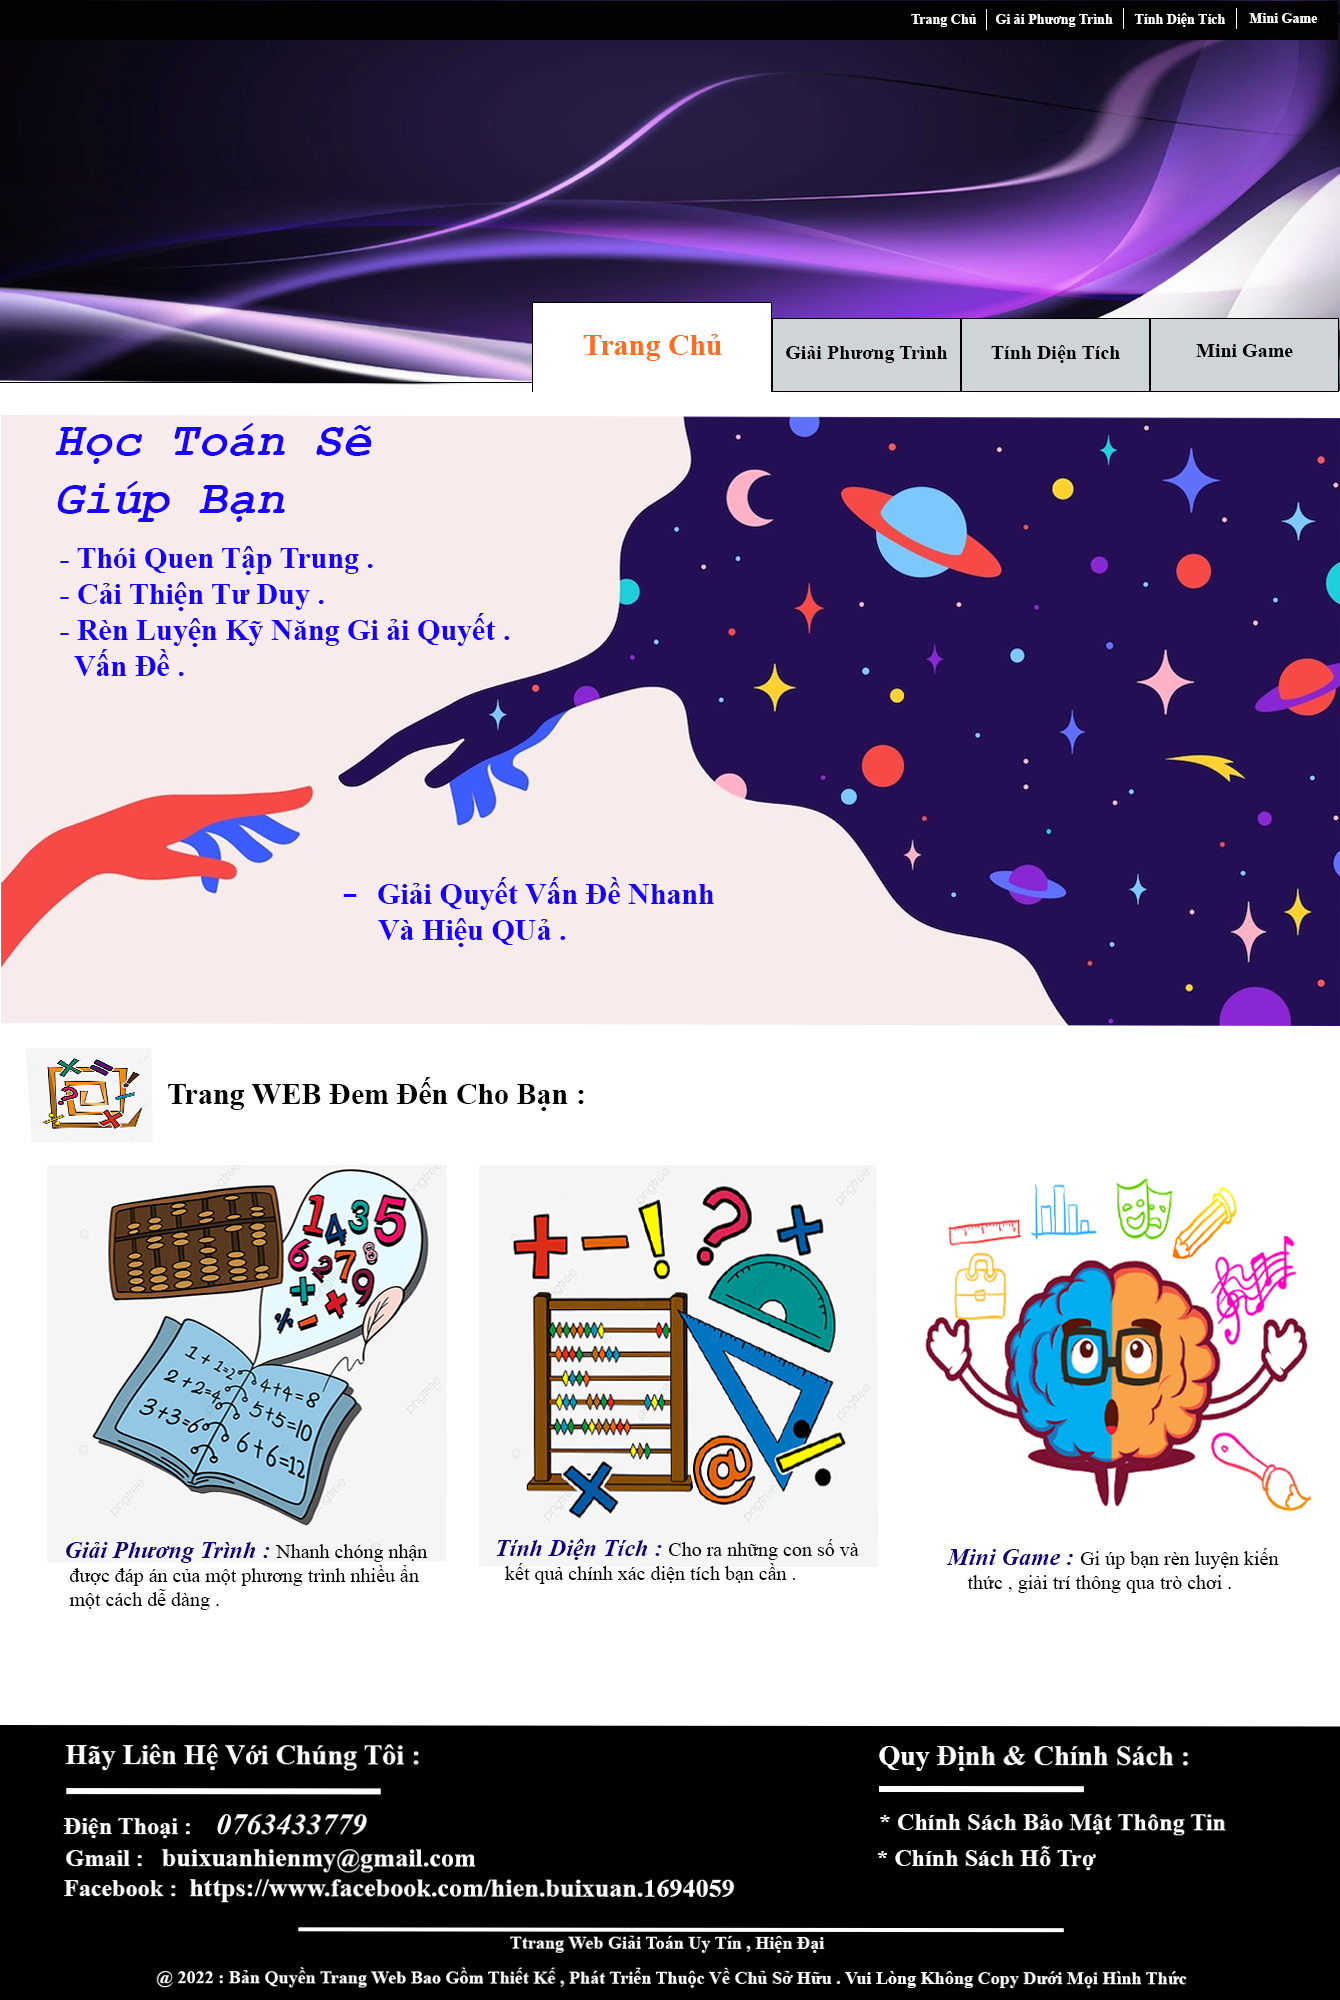 Trang Chủ
Gi ải Phương Trình
Tính Diện Tích
Mini Game
Trang Chủ
Giải Phương Trình
Tính Diện Tích
Mini Game
Học Toán Sẽ
Giúp Bạn
- Thói Quen Tập Trung .
- Cải Thiện Tư Duy .
- Rèn Luyện Kỹ Năng Gi ải Quyết .
Vấn Đề .
- Giải Quyết Vấn Đề Nhanh
Và Hiệu QUả .
Trang WEB Đem Đến Cho Bạn :
1 4 3 5
6 2 7 8
9
1+1=2
2+2=4
3+3=6
4+4=8
5+5=10
6+6=12
pngtree
Giải Phương Trình : Nhanh chóng nhận
được đáp án của một phương trình nhiều ẩn
một cách dễ dàng .
Tính Diện Tích : Cho ra những con số và
kết quả chính xác diện tích bạn cần .
Mini Game : Gi úp bạn rèn luyện kiến
thức , giải trí thông qua trò chơi .
Hãy Liên Hệ Với Chúng Tôi :
Điện Thoại : 0763433779
Gmail : buixuanhienmy@gmail.com
Facebook : https://www.facebook.com/hien.buixuan.1694059
Quy Định & Chính Sách :
* Chính Sách Bảo Mật Thông Tin
* Chính Sách Hỗ Trợ
Ttrang Web Giải Toán Uy Tín , Hiện Đại
@ 2022 : Bản Quyền Trang Web Bao Gồm Thiết Kế , Phát Triển Thuộc Về Chủ Sở Hữu . Vui Lòng Không Copy Dưới Mọi Hình Thức